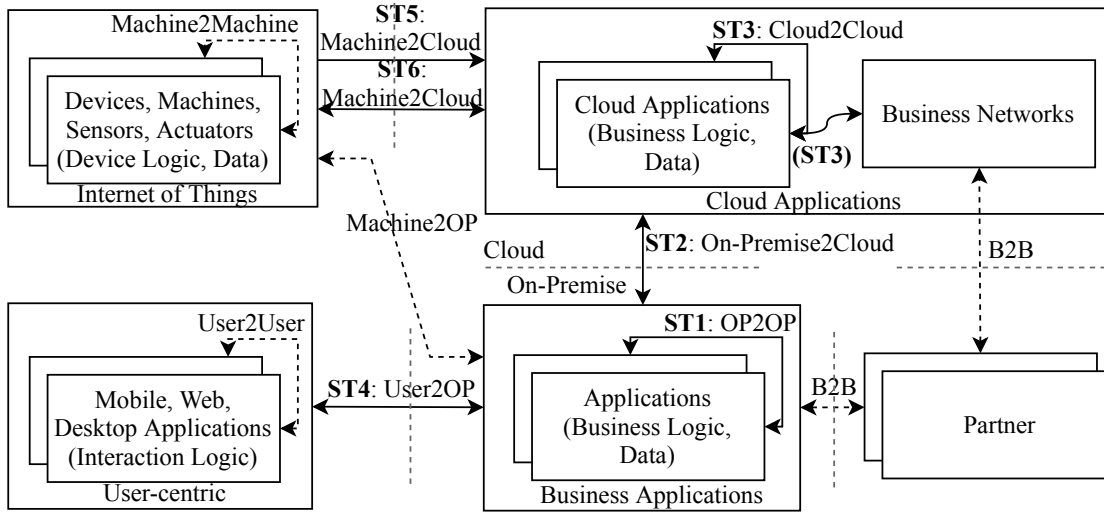 Machine2Machine
Devices, Machines,
Sensors, Actuators
(Device Logic, Data)
Internet of Things
ST5:
Machine2Cloud
ST6:
Machine2Cloud
ST3: Cloud2Cloud
Cloud Applications
(Business Logic,
Data)
(ST3)
Business Networks
Cloud Applications
Machine2OP
ST2: On-Premise2Cloud
Cloud
On-Premise
B2B
User2User
Mobile, Web,
Desktop Applications
(Interaction Logic)
User-centric
ST4: User2OP
ST1: OP2OP
Applications
(Business Logic,
Data)
Business Applications
B2B
Partner